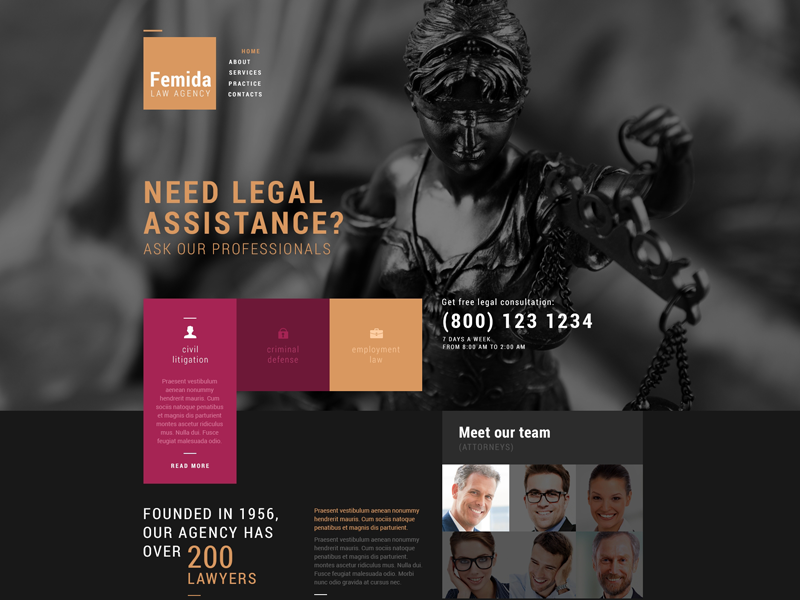 Femida
LAW AGENCY
HOME
ABOUT
SERVICES
PRACTICE
CONTACTS
NEED LEGAL
ASSISTANCE?
ASK OUR PROFESSIONALS
civil
litigation
Praesent vestibulum
aenean nonummy
hendrerit mauris. Cum
sociis natoque penatibus
et magnis dis parturient
montes ascetur ridiculus
mus. Nulla dui. Fusce
feugiat malesuada odio.
READ MORE
criminal
defense
employment
law
Get free legal consultation:
(800) 123 1234
7 DAYS A WEEK
FROM 8:00 AM TO 2:00 AM
Meet our team
(ATTORNEYS)
FOUNDED IN 1956,
OUR AGENCY HAS
OVER 200
LAWYERS
Praesent vestibulum aenean nonummy
hendrerit mauris. Cum sociis natoque
penatibus et magnis dis parturient.
Praesent vestibulum aenean nonummy
hendrerit mauris. Cum sociis natoque
penatibus et magnis dis parturient
montes ascetur ridiculus mus. Nulla dui.
Fusce feugiat malesuada odio. Morbi
nunc odio gravida at cursus nec.